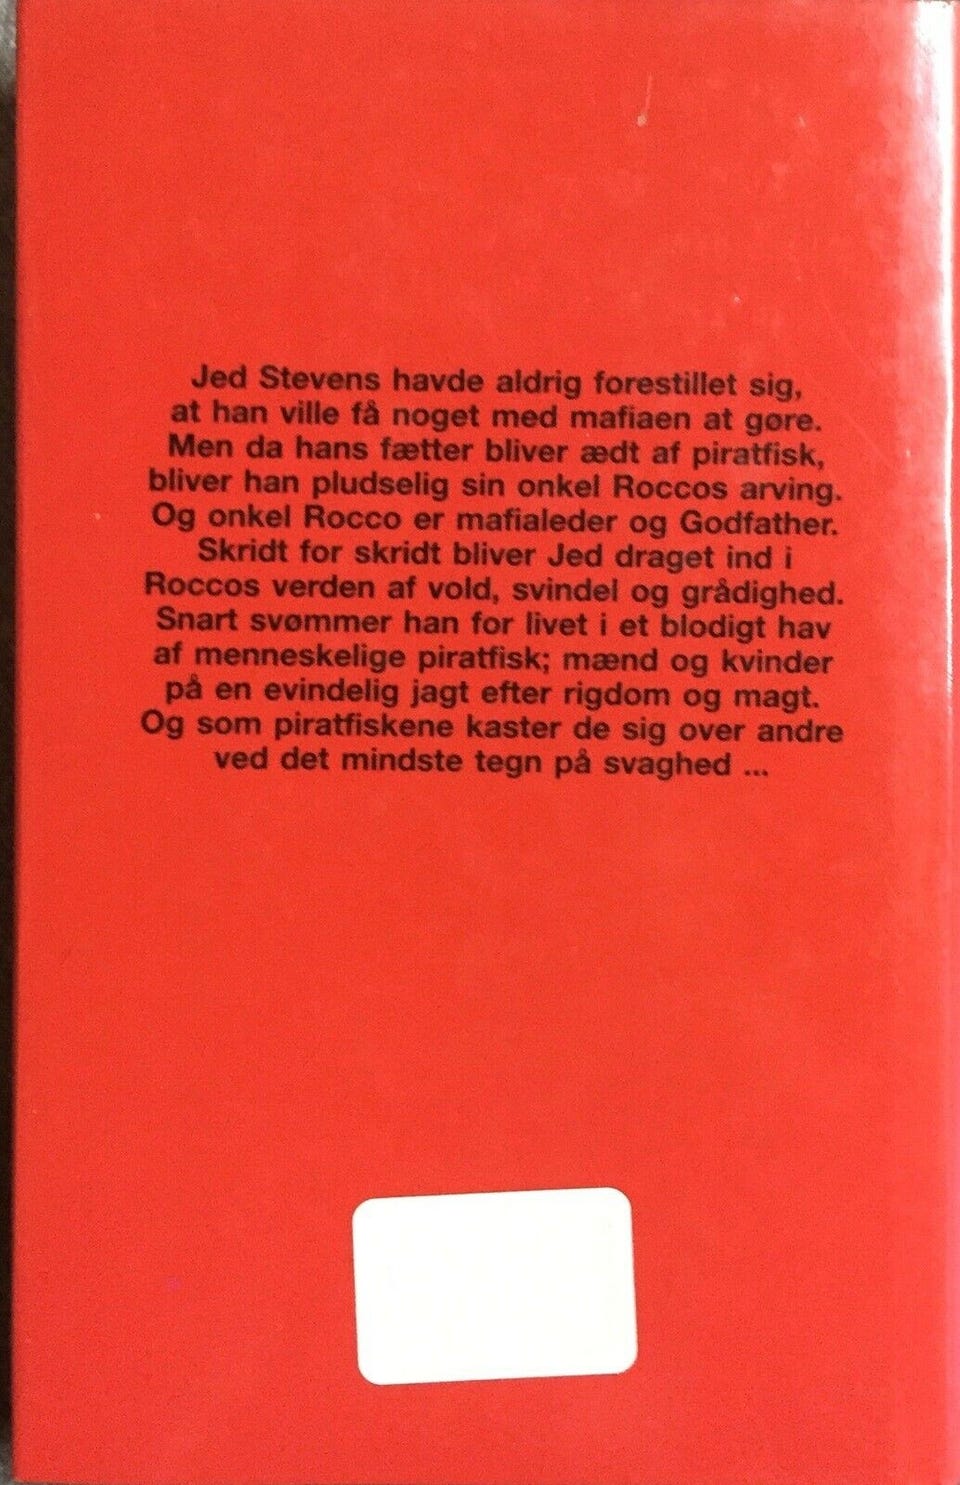 Jed Stevens havde aldrig forestillet sig,
at han ville få noget med mafiaen at gøre.
Men da hans fætter bliver ædt af piratfisk,
bliver han pludselig sin onkel Roccos arving.
Og onkel Rocco er mafialeder og Godfather.
Skridt for skridt bliver Jed draget ind i
Roccos verden af vold, svindel og grådighed.
Snart svømmer han for livet i et blodigt hav
af menneskelige piratfisk; mænd og kvinder
på en evindelig jagt efter rigdom og magt.
Og som piratfiskene kaster de sig over andre
ved det mindste tegn på svaghed ...